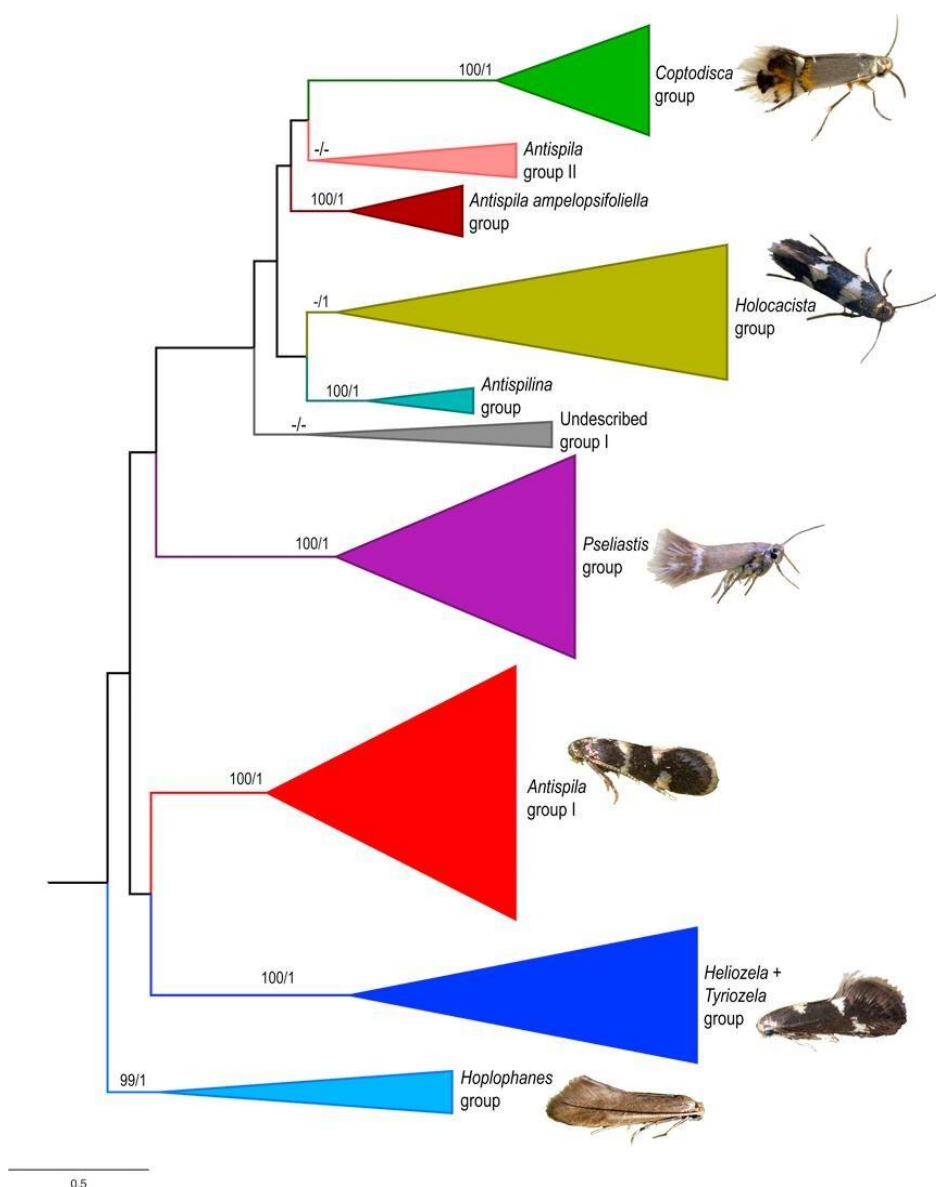 100/1
Coptodisca
group
-/-
Antispila
group II
100/1
Antispila ampelopsifoliella
group
-/1
Holocacista
group
100/1
Antispilina
group
-/-
Undescribed
group I
100/1
Pseliastis
group
100/1
Antispila
group I
100/1
Heliozela +
Tyriozela
group
99/1
Hoplophanes
group
0.5